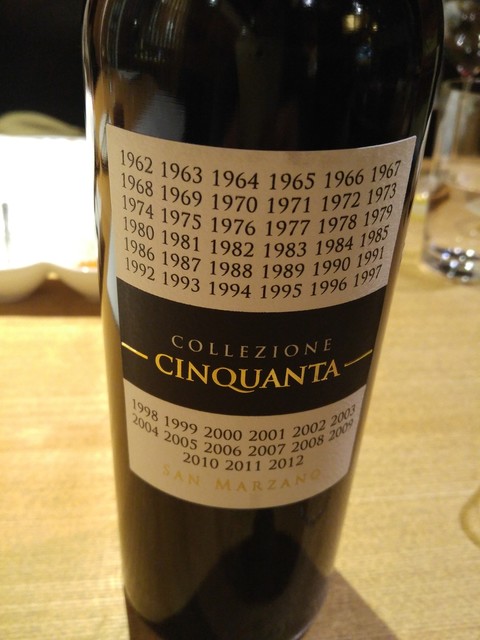 1962 1963 1964 1965 1966 1967
1968 1969 1970 1971 1972 1973
1974 1975 1976 1977 1978 1979
1980 1981 1982 1983 1984 1985
1986 1987 1988 1989 1990 1991
1992 1993 1994 1995 1996 1997
COLLEZIONE
CINQUANTA
1998 1999 2000 2001 2002 2003
2004 2005 2006 2007 2008 2009
2010 2011 2012
SAN MARZANO